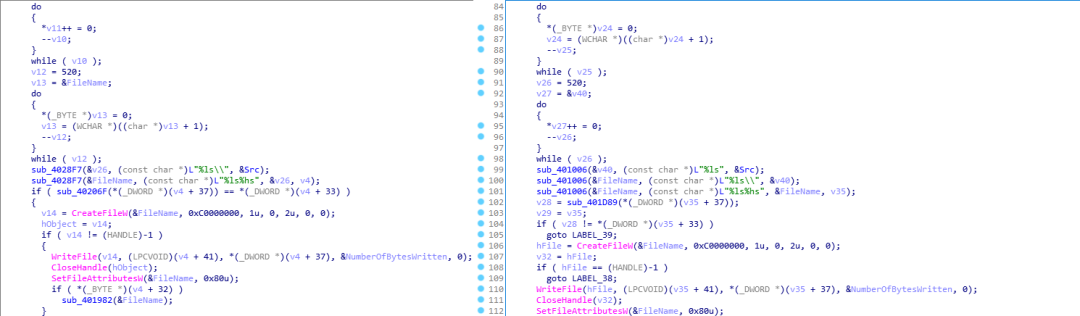 do
{
*v11++ = 0;
--v10;
}
while ( v10 );
v12 = 520;
v13 = &FileName;
do
{
*(_BYTE *)v13 = 0;
v13 = (WCHAR *)((char *)v13 + 1);
--v12;
}
while ( v12 );
sub_4028F7(&v26, (const char *)L"%ls\\", &Src);
sub_4028F7(&FileName, (const char *)L"%ls%hs", &v26, v4);
if ( sub_40206F(*(_DWORD *)(v4 + 37)) == *(_DWORD *)(v4 + 33) )
{
v14 = CreateFileW(&FileName, 0xC0000000, 1u, 0, 2u, 0, 0);
hObject = v14;
if ( v14 != (HANDLE)-1 )
{
WriteFile(v14, (LPCVOID)(v4 + 41), *(_DWORD *)(v4 + 37), &NumberOfBytesWritten, 0);
CloseHandle(hObject);
SetFileAttributesW(&FileName, 0x80u);
if ( *(_BYTE *)(v4 + 32) )
sub_401982(&FileName);
}
84 do
85 {
86 *(_BYTE *)v24 = 0;
87 v24 = (WCHAR *)((char *)v24 + 1);
88 --v25;
89 }
90 while ( v25 );
91 v26 = 520;
92 v27 = &v40;
93 do
94 {
95 *v27++ = 0;
96 --v26;
97 }
98 while ( v26 );
99 sub_401006(&v40, (const char *)L"%ls", &Src);
100 sub_401006(&FileName, (const char *)L"%ls\\", &v40);
101 sub_401006(&FileName, (const char *)L"%ls%hs", &FileName, v35);
102 v28 = sub_401D89(*(_DWORD *)(v35 + 37));
103 v29 = v35;
104 if ( v28 != *(_DWORD *)(v35 + 33) )
105 goto LABEL_39;
106 hFile = CreateFileW(&FileName, 0xC0000000, 1u, 0, 2u, 0, 0);
107 v32 = hFile;
108 if ( hFile == (HANDLE)-1 )
109 goto LABEL_38;
110 WriteFile(hFile, (LPCVOID)(v35 + 41), *(_DWORD *)(v35 + 37), &NumberOfBytesWritten, 0);
111 CloseHandle(v32);
112 SetFileAttributesW(&FileName, 0x80u);